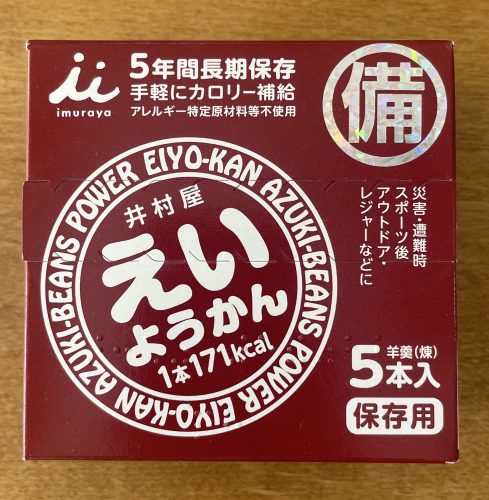 imuraya
5年間長期保存
手軽にカロリー補給
アレルギー特定原材料等不使用
備
AZUKI-BEANS POWER EIYO-KAN AZUKI-BEANS POWER EIYO-KAN
井村屋
えい
ようかん
1本171kcal
災害・遭難時
スポーツ後
アウトドア・
レジャーなどに
羊羹(煉)
5本入
保存用